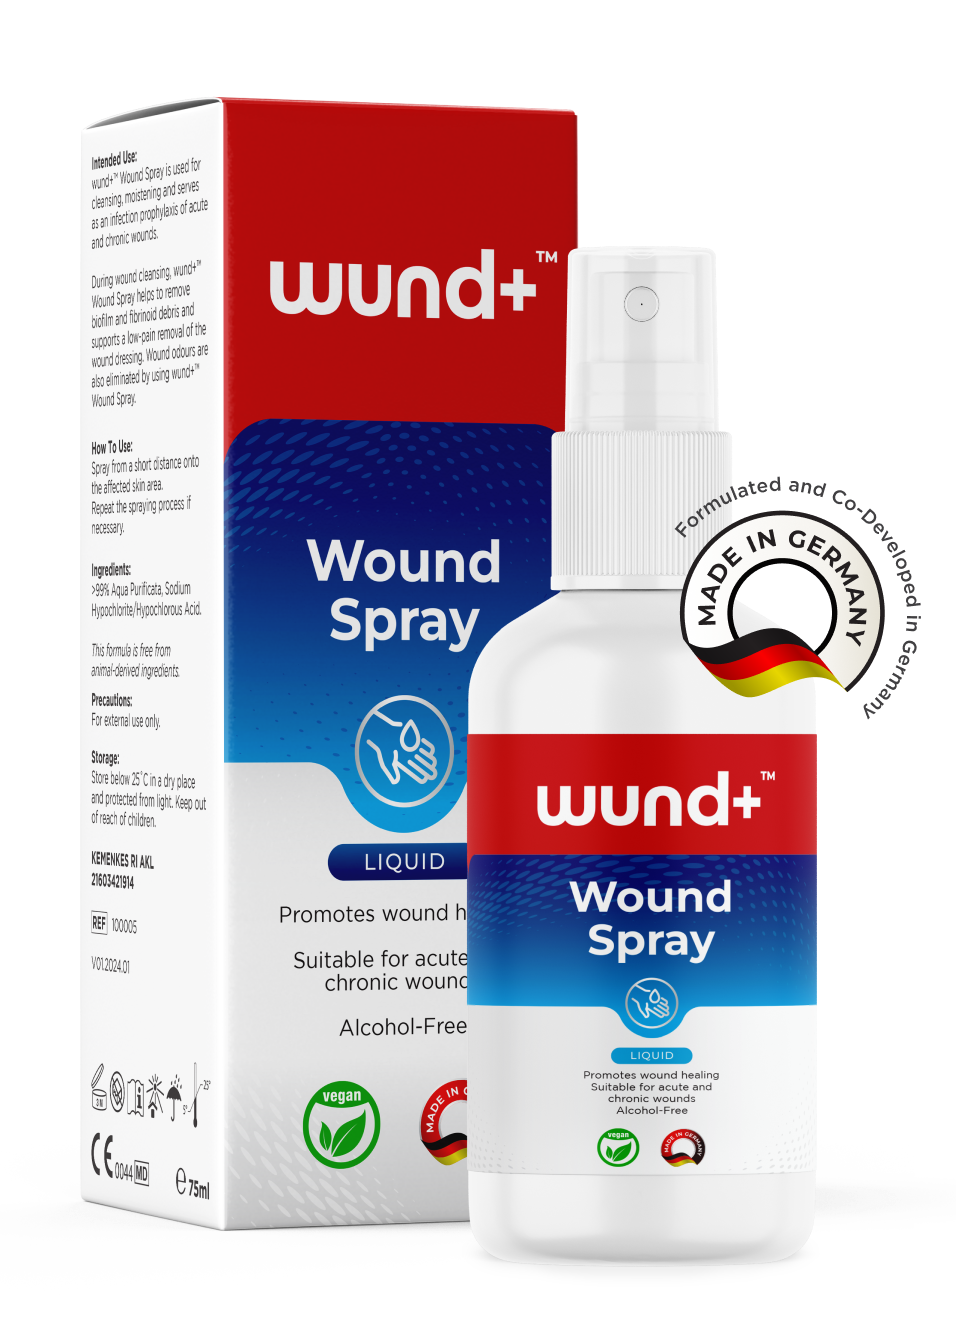 Intended Use:
wund+™ Wound Spray is used for
cleansing, moistening and serves
as an infection prophylaxis of acute
and chronic wounds.
During wound cleansing, wund+™
Wound Spray helps to remove
biofilm and fibrinoid debris and
supports a low-pain removal of the
wound dressing. Wound odours are
also eliminated by using wund+™
Wound Spray.
How To Use:
Spray from a short distance onto
the affected skin area.
Repeat the spraying process if
necessary.
Ingredients:
>99% Aqua Purificata, Sodium
Hypochlorite/Hypochlorous Acid.
This formula is free from
animal-derived ingredients.
Precautions:
For external use only.
Storage:
Store below 25°C in a dry place
and protected from light. Keep out
of reach of children.
KEMENKES RI AKL
21603421914
REF 100005
V01.2024.01
3M
5°
25°
CE 0044 MD
℮ 75ml
wund+™
Wound
Spray
LIQUID
Promotes wound h
Suitable for acute
chronic wound
Alcohol-Free
vegan
MADE IN G
Formulated and Co-Developed in Germany
MADE IN GERMANY
wund+™
Wound
Spray
LIQUID
Promotes wound healing
Suitable for acute and
chronic wounds
Alcohol-Free
vegan
MADE IN GERMANY